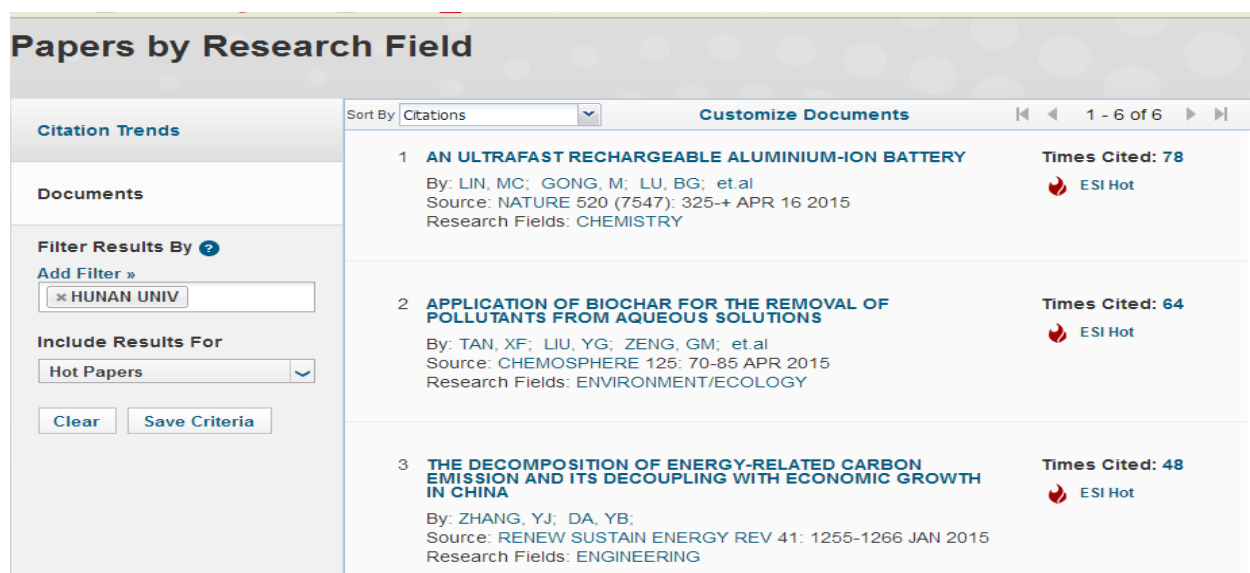 Papers by Research Field
Citation Trends
Documents
Filter Results By ?
Add Filter »
× HUNAN UNIV
Include Results For
Hot Papers
Clear Save Criteria
Sort By Citations Customize Documents 1 - 6 of 6
1 AN ULTRAFAST RECHARGEABLE ALUMINIUM-ION BATTERY Times Cited: 78
By: LIN, MC; GONG, M; LU, BG; et.al ESI Hot
Source: NATURE 520 (7547): 325-+ APR 16 2015
Research Fields: CHEMISTRY
2 APPLICATION OF BIOCHAR FOR THE REMOVAL OF Times Cited: 64
POLLUTANTS FROM AQUEOUS SOLUTIONS
ESI Hot
By: TAN, XF; LIU, YG; ZENG, GM; et.al
Source: CHEMOSPHERE 125: 70-85 APR 2015
Research Fields: ENVIRONMENT/ECOLOGY
3 THE DECOMPOSITION OF ENERGY-RELATED CARBON Times Cited: 48
EMISSION AND ITS DECOUPLING WITH ECONOMIC GROWTH
IN CHINA ESI Hot
By: ZHANG, YJ; DA, YB;
Source: RENEW SUSTAIN ENERGY REV 41: 1255-1266 JAN 2015
Research Fields: ENGINEERING